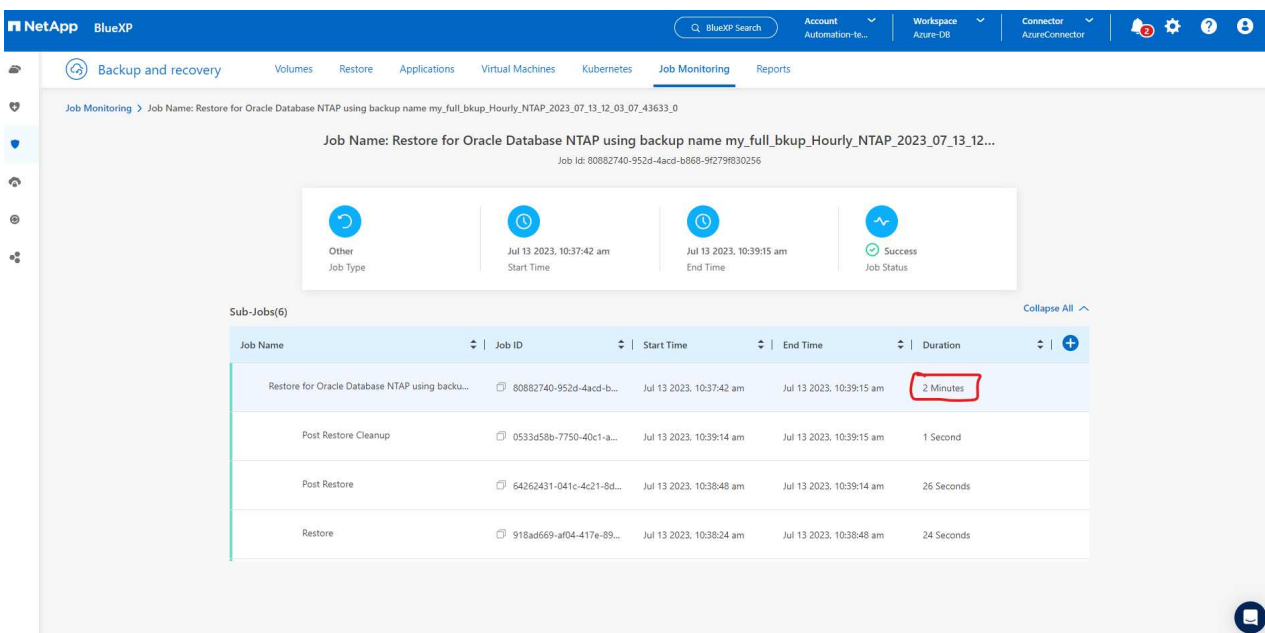 NetApp BlueXP
BlueXP Search
Account
Automation-te...
Workspace
Azure-DB
Connector
AzureConnector
2
Backup and recovery
Volumes Restore Applications Virtual Machines Kubernetes Job Monitoring Reports
Job Monitoring > Job Name: Restore for Oracle Database NTAP using backup name my_full_bkup_Hourly_NTAP_2023_07_13_12_03_07_43633_0
Job Name: Restore for Oracle Database NTAP using backup name my_full_bkup_Hourly_NTAP_2023_07_13_12...
Job Id: 80882740-952d-4acd-b868-9f279f830256
Other
Job Type
Jul 13 2023, 10:37:42 am
Start Time
Jul 13 2023, 10:39:15 am
End Time
Success
Job Status
Sub-Jobs(6) Collapse All
Job Name Job ID Start Time End Time Duration
Restore for Oracle Database NTAP using backu... 80882740-952d-4acd-b... Jul 13 2023, 10:37:42 am Jul 13 2023, 10:39:15 am 2 Minutes
Post Restore Cleanup 0533d58b-7750-40c1-a... Jul 13 2023, 10:39:14 am Jul 13 2023, 10:39:15 am 1 Second
Post Restore 64262431-041c-4c21-8d... Jul 13 2023, 10:38:48 am Jul 13 2023, 10:39:14 am 26 Seconds
Restore 918ad669-af04-417e-89... Jul 13 2023, 10:38:24 am Jul 13 2023, 10:38:48 am 24 Seconds